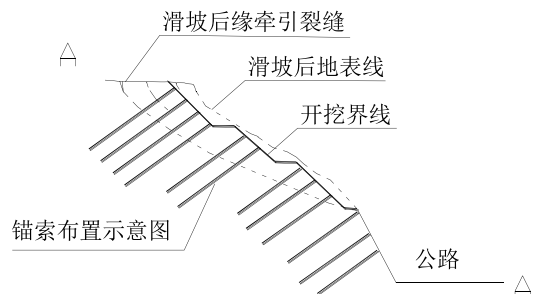 滑坡后缘牵引裂缝
滑坡后地表线
开挖界线
锚索布置示意图
公路